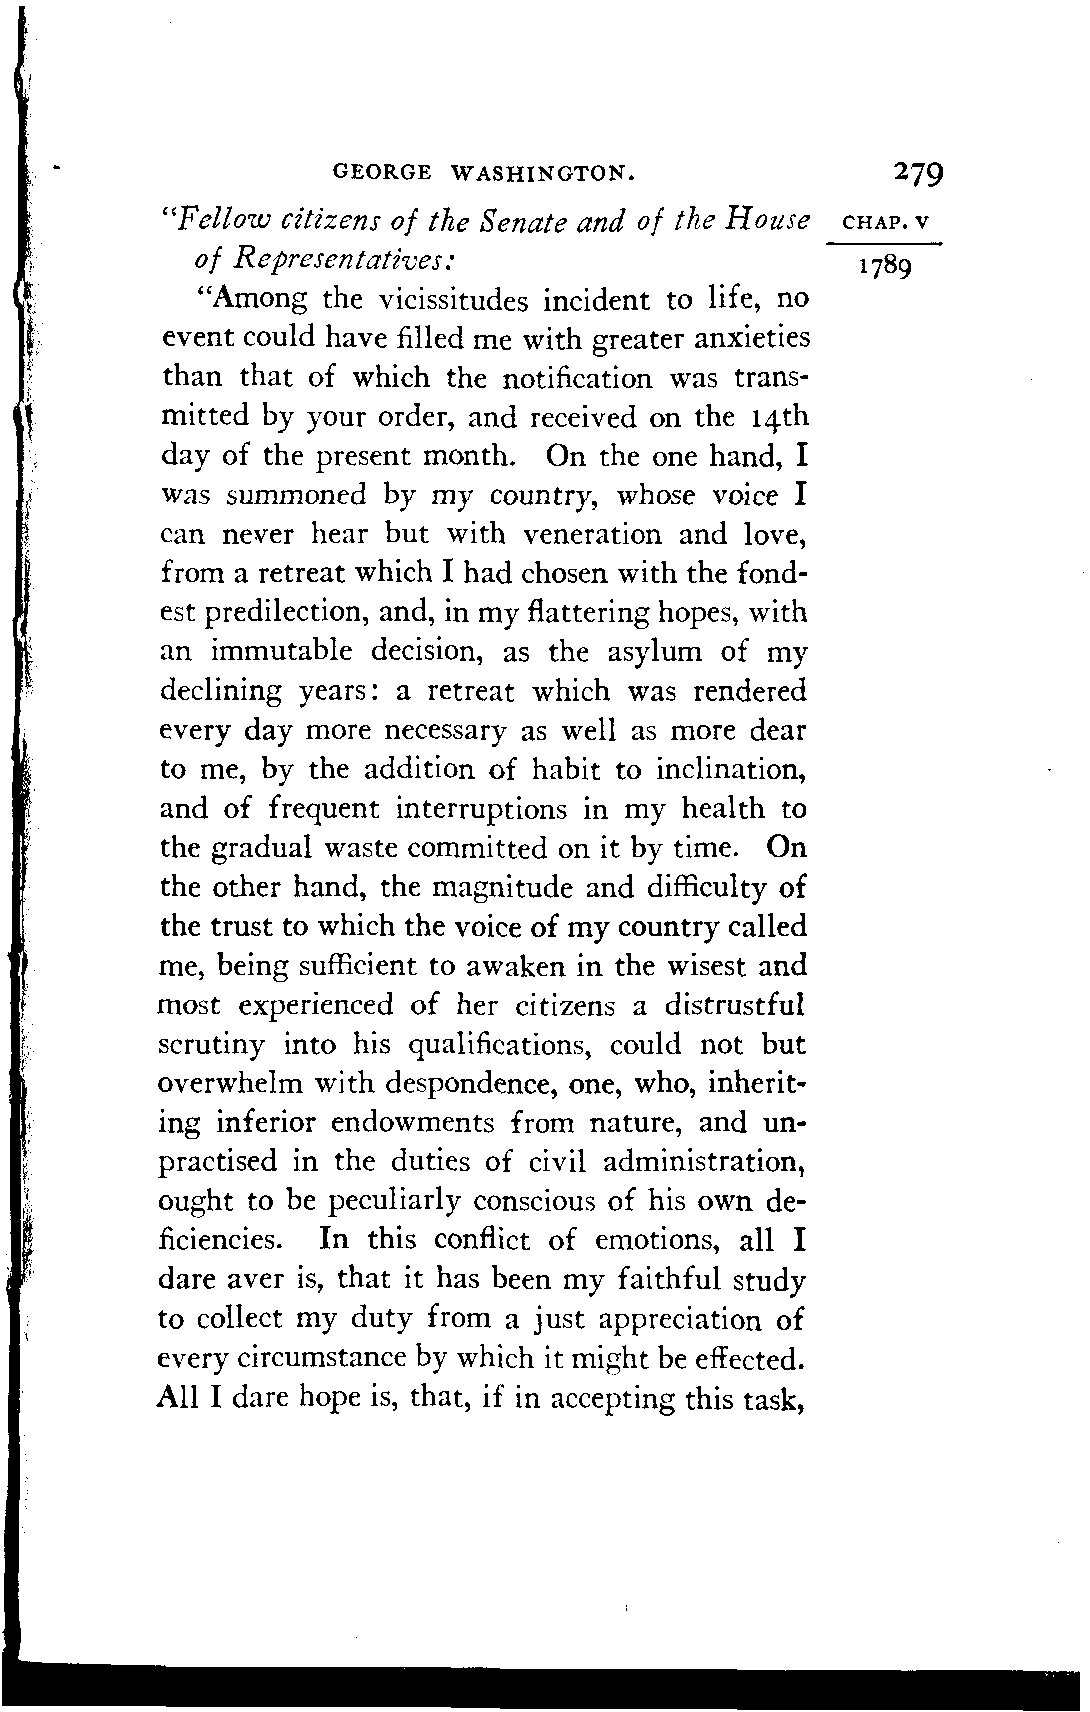 GEORGE WASHINGTON. 279
"Fellow citizens of the Senate and of the House
of Representatives:
CHAP. V
1789
"Among the vicissitudes incident to life, no
event could have filled me with greater anxieties
than that of which the notification was trans-
mitted by your order, and received on the 14th
day of the present month. On the one hand, I
was summoned by my country, whose voice I
can never hear but with veneration and love,
from a retreat which I had chosen with the fond-
est predilection, and, in my flattering hopes, with
an immutable decision, as the asylum of my
declining years: a retreat which was rendered
every day more necessary as well as more dear
to me, by the addition of habit to inclination,
and of frequent interruptions in my health to
the gradual waste committed on it by time. On
the other hand, the magnitude and difficulty of
the trust to which the voice of my country called
me, being sufficient to awaken in the wisest and
most experienced of her citizens a distrustful
scrutiny into his qualifications, could not but
overwhelm with despondence, one, who, inherit-
ing inferior endowments from nature, and un-
practised in the duties of civil administration,
ought to be peculiarly conscious of his own de-
ficiencies. In this conflict of emotions, all I
dare aver is, that it has been my faithful study
to collect my duty from a just appreciation of
every circumstance by which it might be effected.
All I dare hope is, that, if in accepting this task,